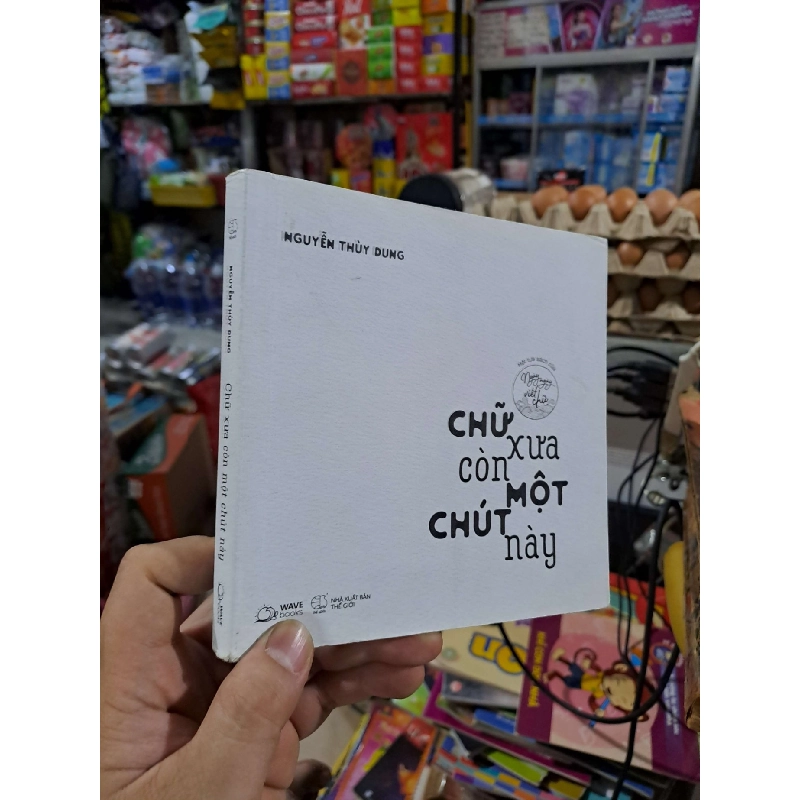 NGUYỄN THÙY DUNG
CHỮ
xưa
còn
MỘT
CHÚT
này
WAVE
BOOKS
NHÀ XUẤT BẢN
THẾ GIỚI
NGUYỄN THÙY DUNG
Chữ xưa còn một chút này